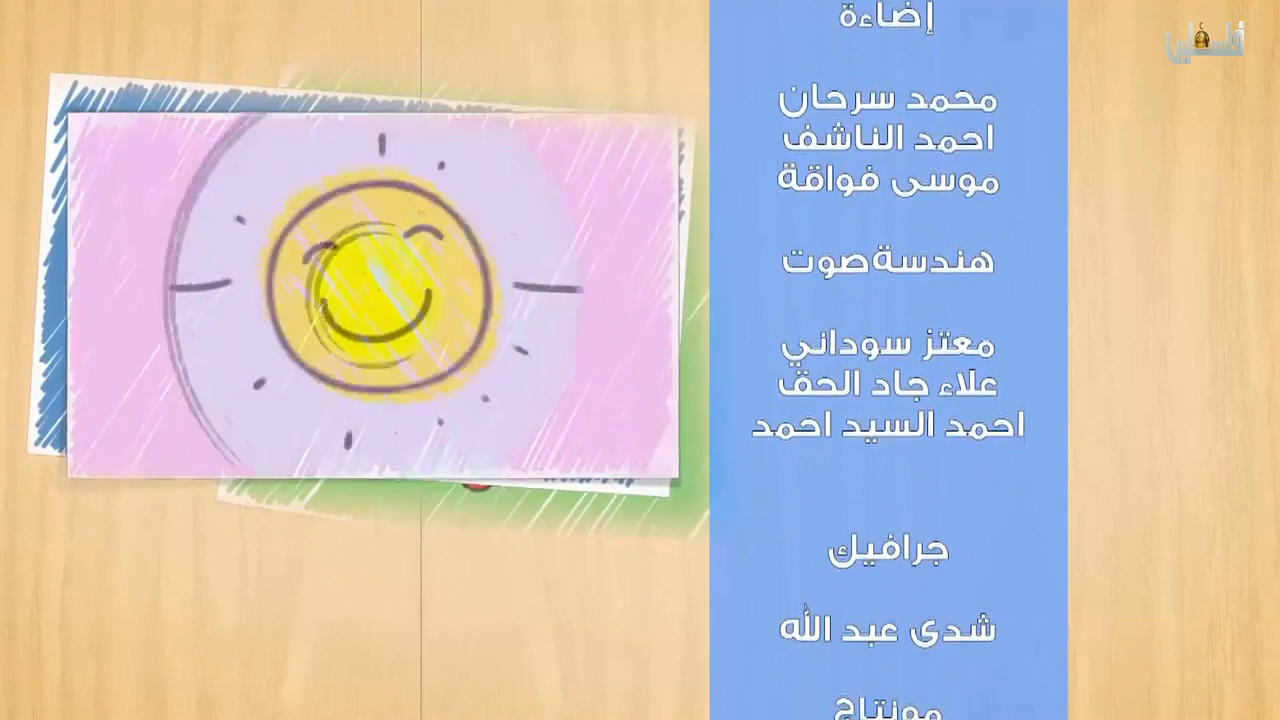 إضاءة
فلسطين
محمد سرحان
احمد الناشف
موسى فواقة
هندسةصوت
معتز سوداني
علاء جاد الحق
احمد السيد احمد
جرافيك
شدى عبد الله
مونتاج